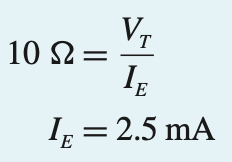 10 Ω = V_T / I_E
I_E = 2.5 mA